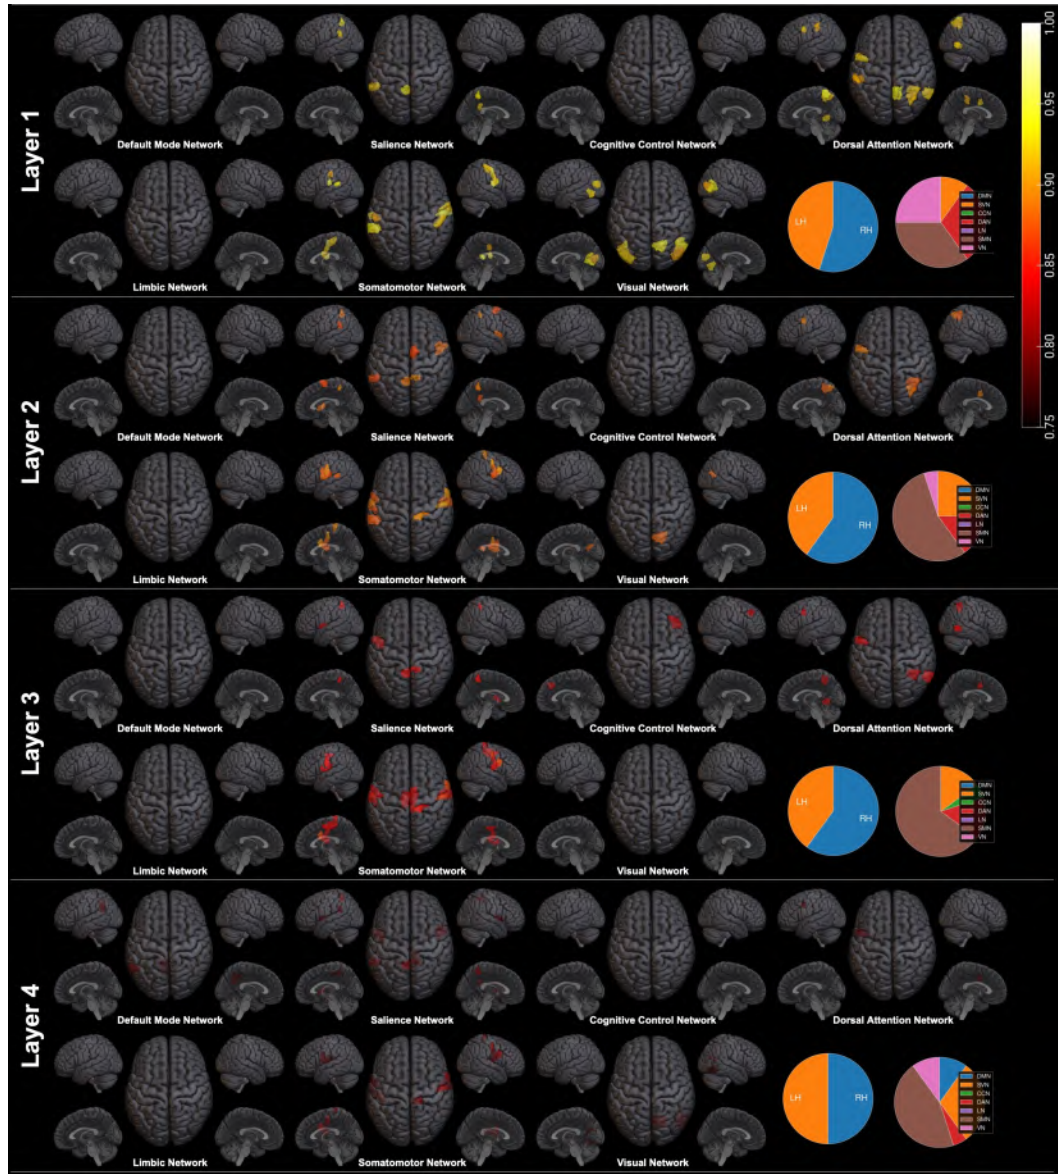 Layer 1
Default Mode Network
Salience Network
Cognitive Control Network
Dorsal Attention Network
Limbic Network
Somatomotor Network
Visual Network
LH
RH
DMN
SVN
CCN
DAN
LN
SMN
VN
1.00
0.95
0.90
0.85
0.80
0.75
Layer 2
Default Mode Network
Salience Network
Cognitive Control Network
Dorsal Attention Network
Limbic Network
Somatomotor Network
Visual Network
LH
RH
DMN
SVN
CCN
DAN
LN
SMN
VN
Layer 3
Default Mode Network
Salience Network
Cognitive Control Network
Dorsal Attention Network
Limbic Network
Somatomotor Network
Visual Network
LH
RH
DMN
SVN
CCN
DAN
LN
SMN
VN
Layer 4
Default Mode Network
Salience Network
Cognitive Control Network
Dorsal Attention Network
Limbic Network
Somatomotor Network
Visual Network
LH
RH
DMN
SVN
CCN
DAN
LN
SMN
VN